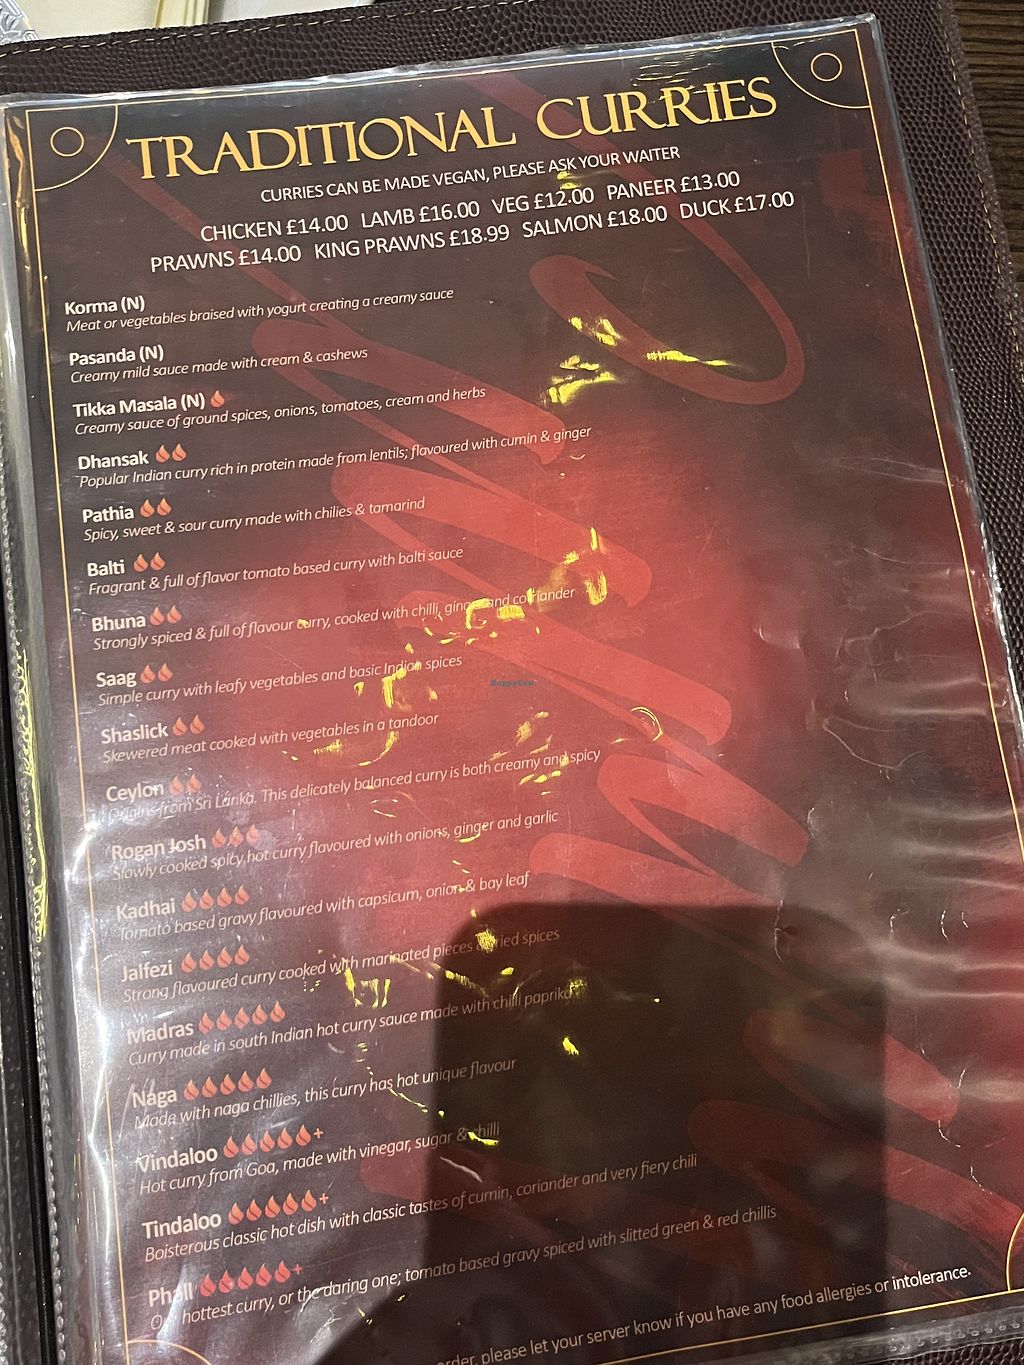 TRADITIONAL CURRIES
CURRIES CAN BE MADE VEGAN, PLEASE ASK YOUR WAITER
CHICKEN £14.00 LAMB £16.00 VEG £12.00 PANEER £13.00
PRAWNS £14.00 KING PRAWNS £18.99 SALMON £18.00 DUCK £17.00
Korma (N)
Meat or vegetables braised with yogurt creating a creamy sauce
Pasanda (N)
Creamy mild sauce made with cream & cashews
Tikka Masala (N)
Creamy sauce of ground spices, onions, tomatoes, cream and herbs
Dhansak
Popular Indian curry rich in protein made from lentils; flavoured with cumin & ginger
Pathia
Spicy, sweet & sour curry made with chilies & tamarind
Balti
Fragrant & full of flavor tomato based curry with balti sauce
Bhuna
Strongly spiced & full of flavour curry, cooked with chilli, ginger and coriander
Saag
Simple curry with leafy vegetables and basic Indian spices
HappyCow
Shaslick
Skewered meat cooked with vegetables in a tandoor
Ceylon
Origins from Sri Lanka. This delicately balanced curry is both creamy and spicy
Rogan Josh
Slowly cooked spicy hot curry flavoured with onions, ginger and garlic
Kadhai
Tomato based gravy flavoured with capsicum, onion & bay leaf
Jalfezi
Strong flavoured curry cooked with marinated pieces spices
Madras
Curry made in south Indian hot curry sauce made with chilli paprika
Naga
Made with naga chillies, this curry has hot unique flavour
Vindaloo +
Hot curry from Goa, made with vinegar, sugar & chilli
Tindaloo +
Boisterous classic hot dish with classic tastes of cumin, coriander and very fiery chili
Phall +
hottest curry, or the daring one; tomato based gravy spiced with slitted green & red chillis
order, please let your server know if you have any food allergies or intolerance.